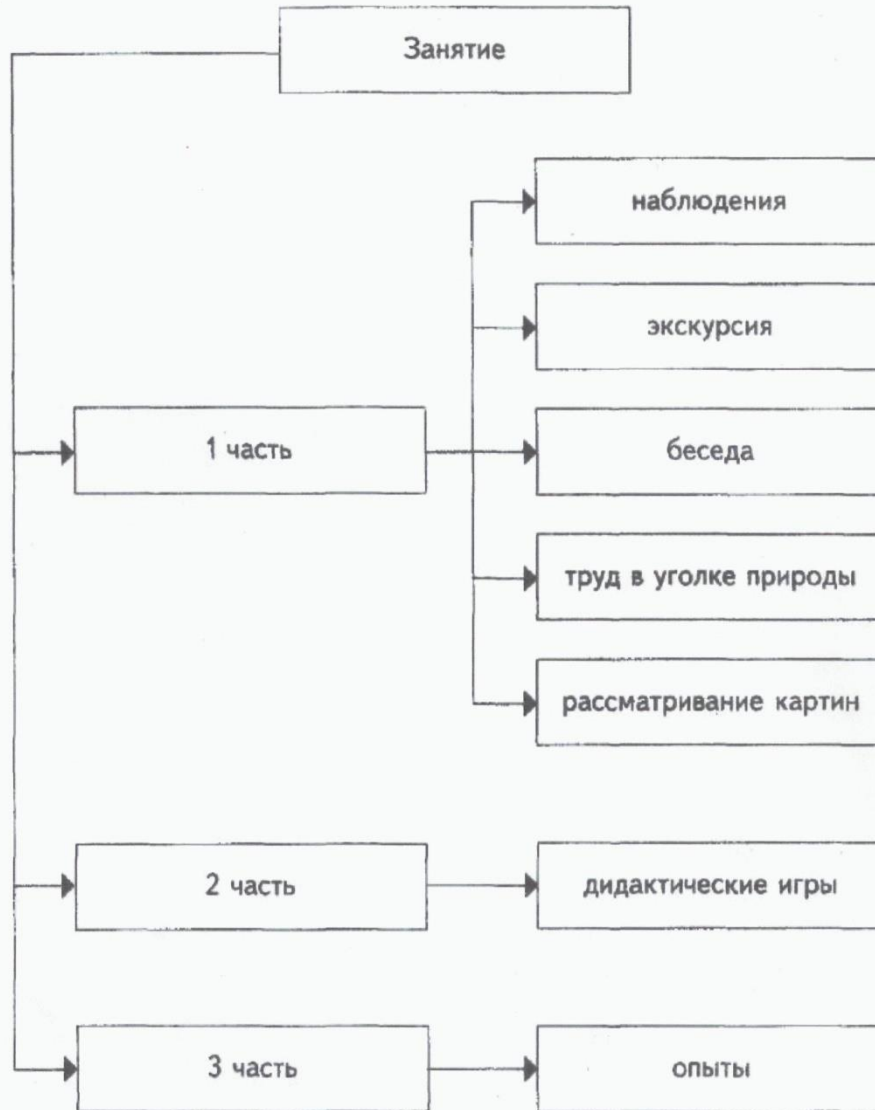 Занятие
наблюдения
экскурсия
1 часть
беседа
труд в уголке природы
рассматривание картин
2 часть
дидактические игры
3 часть
опыты